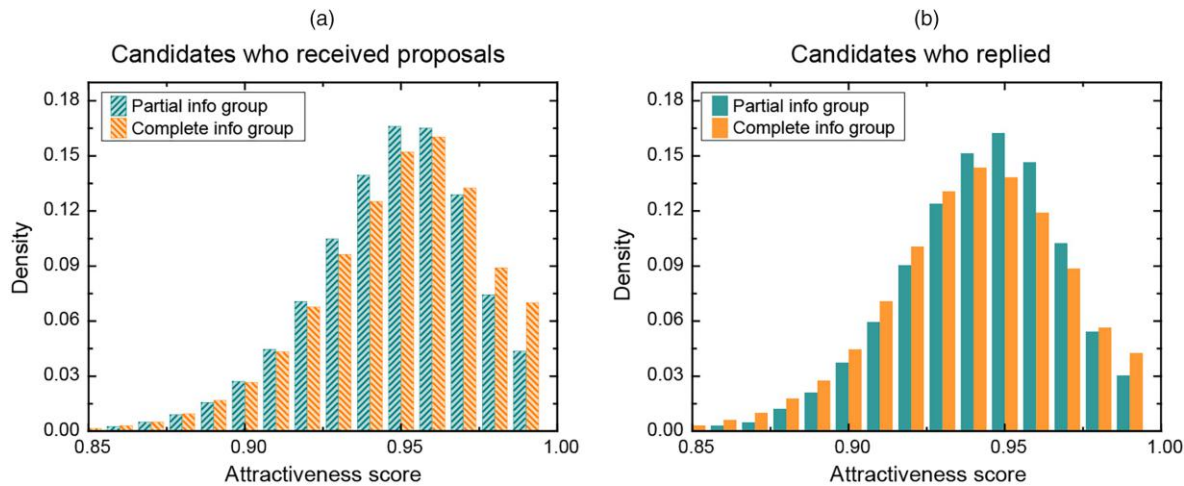 (a)
Candidates who received proposals
Partial info group
Complete info group
0.18
0.15
0.12
0.09
0.06
0.03
0.00
Density
0.85
0.90
0.95
1.00
Attractiveness score
(b)
Candidates who replied
Partial info group
Complete info group
0.18
0.15
0.12
0.09
0.06
0.03
0.00
Density
0.85
0.90
0.95
1.00
Attractiveness score